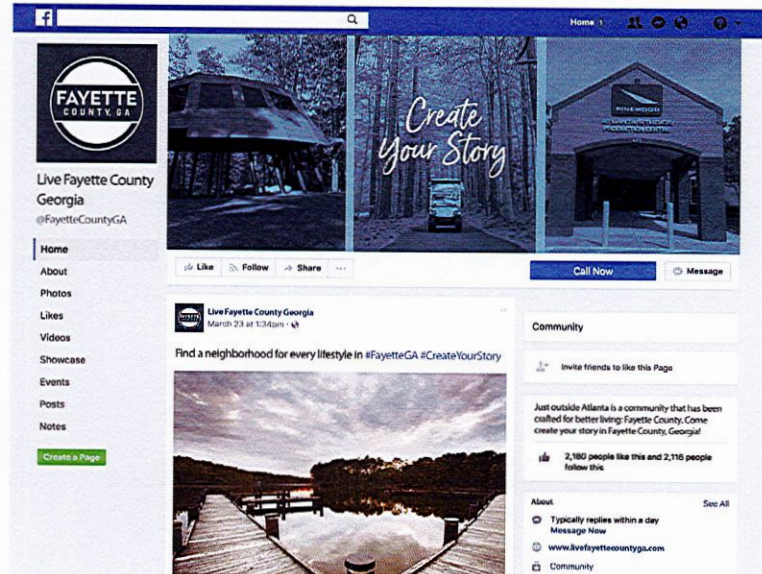 f
Home 1
FAYETTE
COUNTY, GA
Live Fayette County
Georgia
@FayetteCountyGA
Home
About
Photos
Likes
Videos
Showcase
Events
Posts
Notes
Create a Page
Create
Your Story
PINEWOOD
ATLANTA STUDIOS
PRODUCTION CENTRE
Like
Follow
Share
...
Call Now
Message
Live Fayette County Georgia
March 23 at 1:34pm ·
Find a neighborhood for every lifestyle in #FayetteGA #CreateYourStory
Community
Invite friends to like this Page
Just outside Atlanta is a community that has been
crafted for better living: Fayette County. Come
create your story in Fayette County, Georgia!
2,180 people like this and 2,116 people
follow this
About
See All
Typically replies within a day
Message Now
www.livefayettecountyga.com
Community